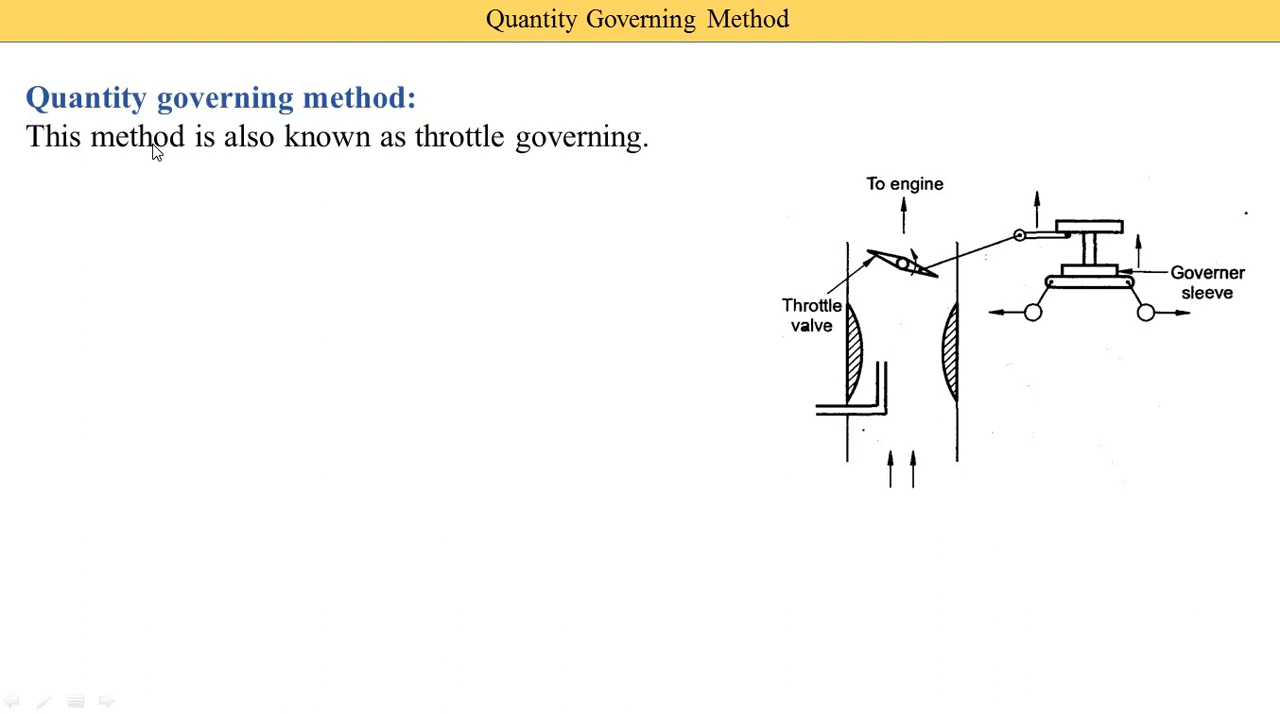 Quantity Governing Method
Quantity governing method:
This method is also known as throttle governing.
To engine
Throttle
valve
Governer
sleeve